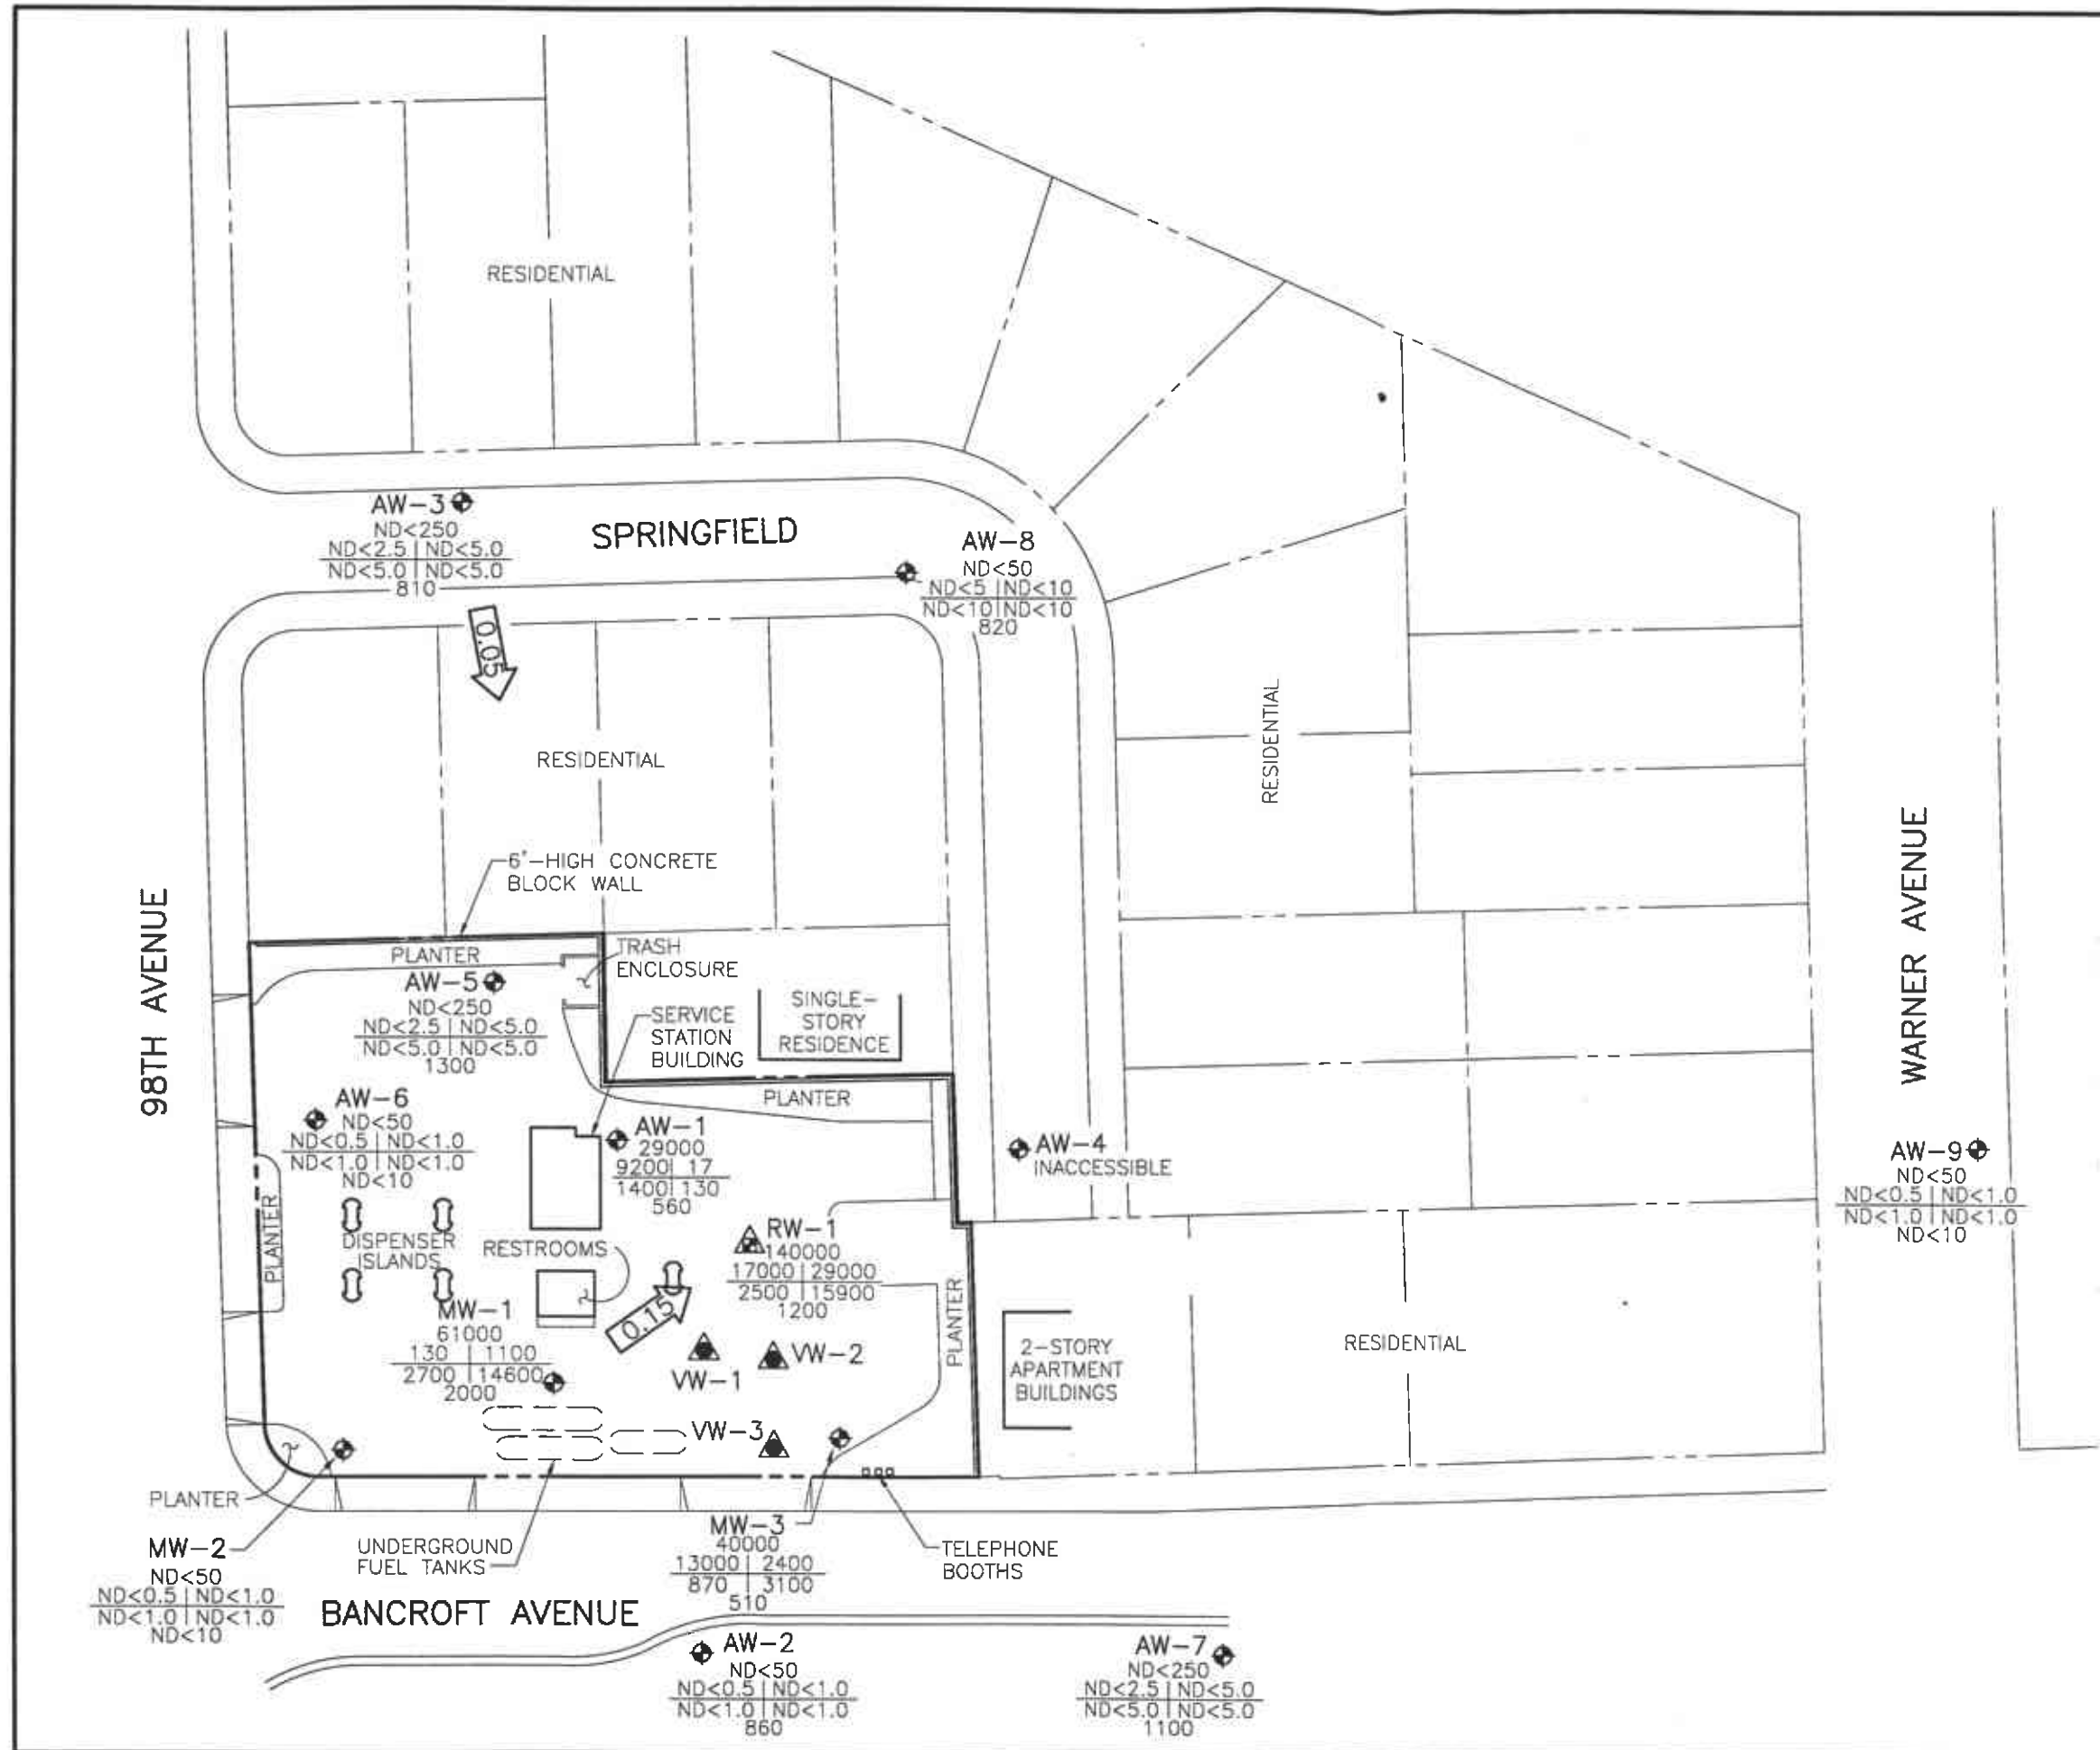 RESIDENTIAL
AW-3
ND<250
ND<2.5 | ND<5.0
ND<5.0 | ND<5.0
810
SPRINGFIELD
AW-8
ND<50
ND<5 | ND<10
ND<10 | ND<10
820
0.05
RESIDENTIAL
RESIDENTIAL
6'-HIGH CONCRETE
BLOCK WALL
98TH AVENUE
WARNER AVENUE
PLANTER
TRASH
ENCLOSURE
AW-5
ND<250
ND<2.5 | ND<5.0
ND<5.0 | ND<5.0
1300
SERVICE
STATION
BUILDING
SINGLE-
STORY
RESIDENCE
PLANTER
AW-6
ND<50
ND<0.5 | ND<1.0
ND<1.0 | ND<1.0
ND<10
AW-1
29000
9200 | 17
1400 | 130
560
AW-4
INACCESSIBLE
AW-9
ND<50
ND<0.5 | ND<1.0
ND<1.0 | ND<1.0
ND<10
PLANTER
DISPENSER
ISLANDS
RESTROOMS
RW-1
140000
17000 | 29000
2500 | 15900
1200
PLANTER
MW-1
61000
130 | 1100
2700 | 14600
2000
0.15
VW-1
VW-2
VW-3
2-STORY
APARTMENT
BUILDINGS
RESIDENTIAL
PLANTER
MW-2
ND<50
ND<0.5 | ND<1.0
ND<1.0 | ND<1.0
ND<10
UNDERGROUND
FUEL TANKS
MW-3
40000
13000 | 2400
870 | 3100
510
TELEPHONE
BOOTHS
BANCROFT AVENUE
AW-2
ND<50
ND<0.5 | ND<1.0
ND<1.0 | ND<1.0
860
AW-7
ND<250
ND<2.5 | ND<5.0
ND<5.0 | ND<5.0
1100